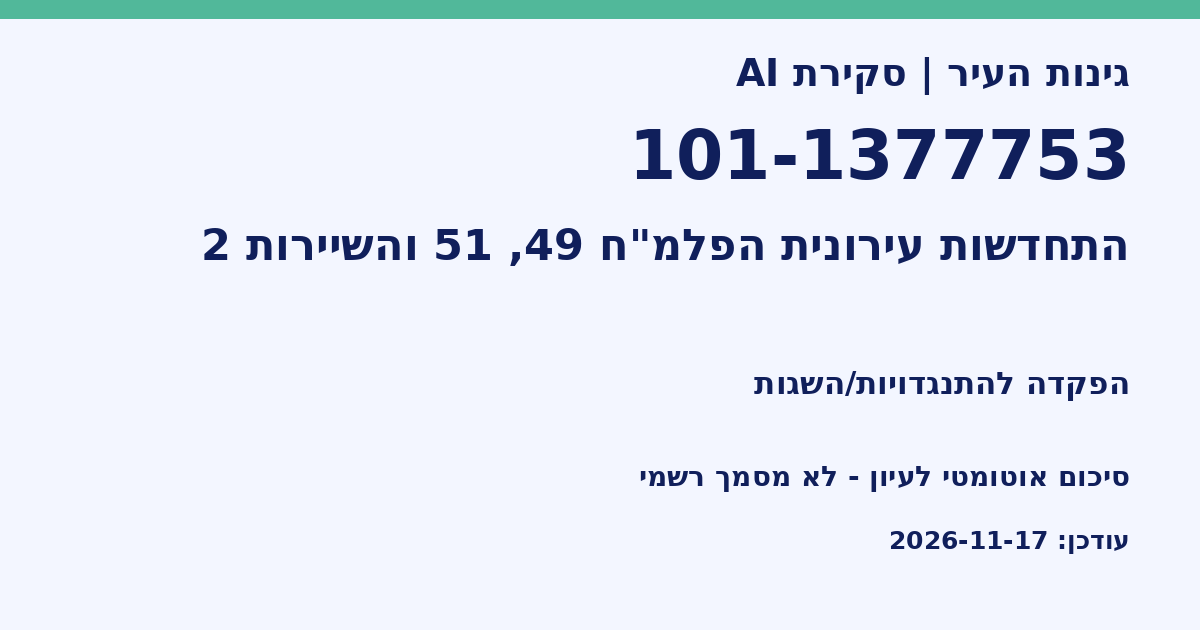 גינות העיר | סקירת AI
101-1377753
התחדשות עירונית הפלמ"ח 49, 51 והשיירות 2
הפקדה להתנגדויות/השגות
סיכום אוטומטי לעיון - לא מסמך רשמי
עודכן: 2026-11-17